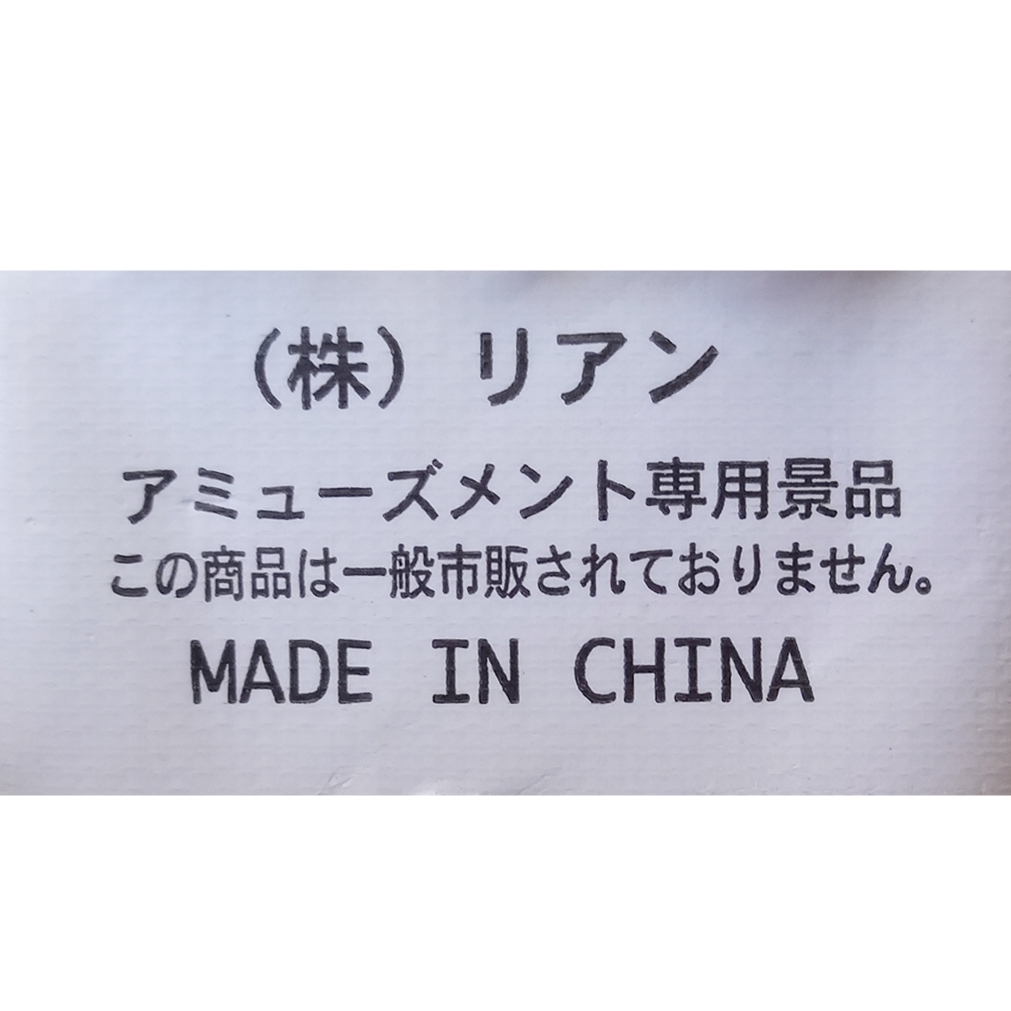 （株）リアン
アミューズメント専用景品
この商品は一般市販されておりません。
MADE IN CHINA